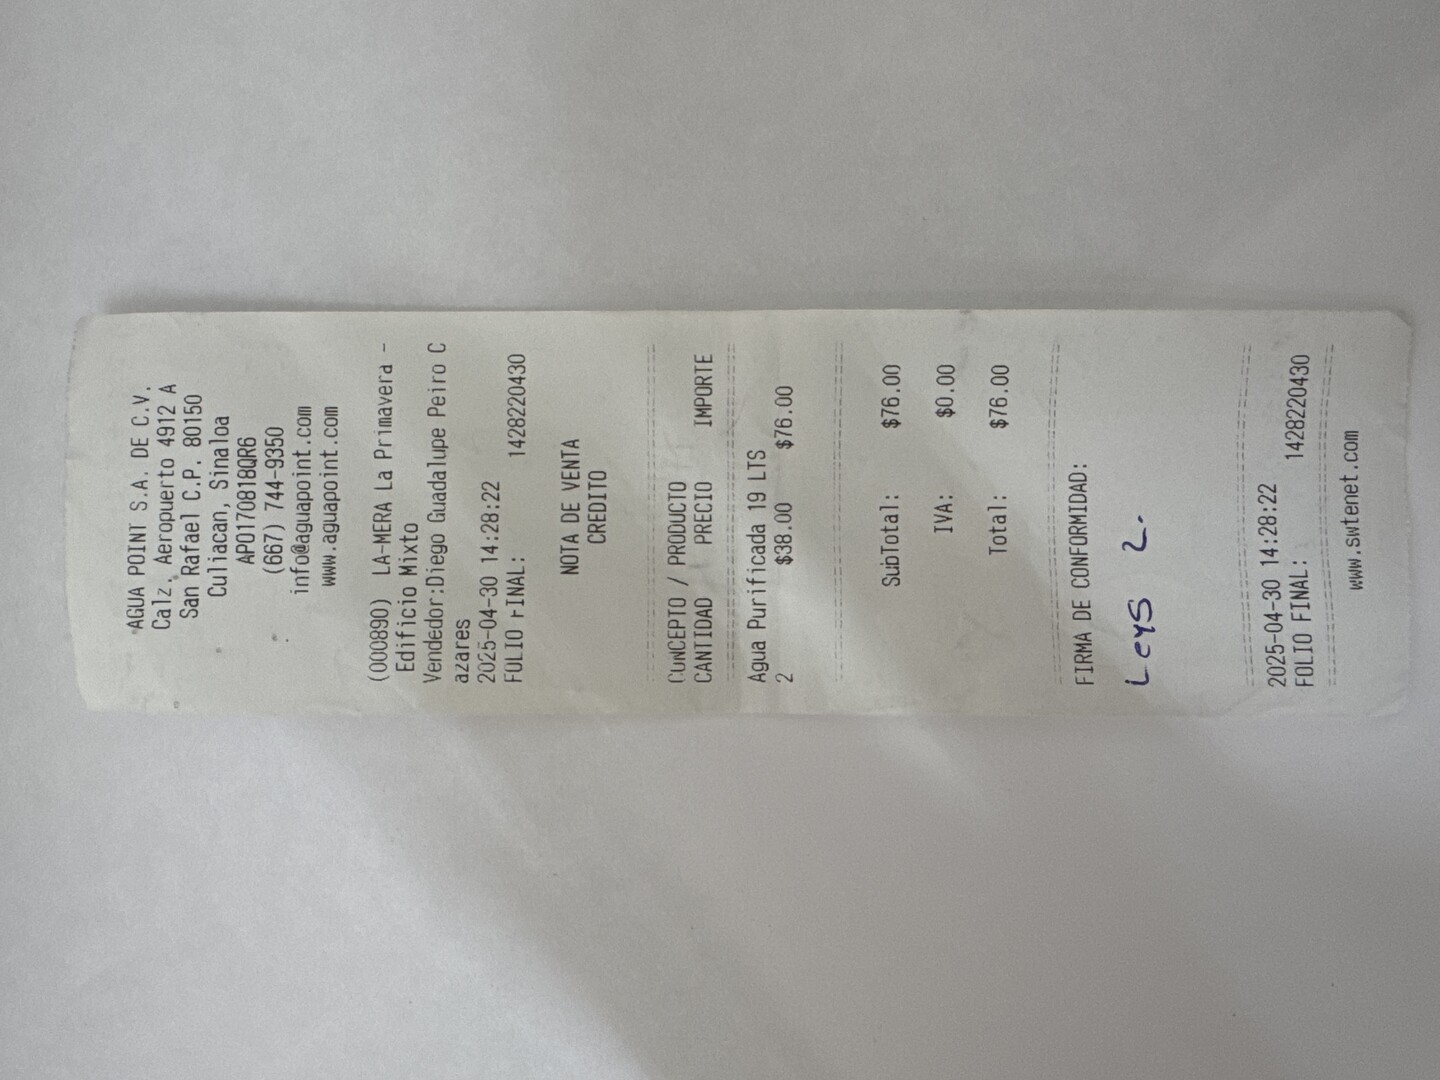 AGUA POINT S.A. DE C.V.
Calz. Aeropuerto 4912 A
San Rafael C.P. 80150
Culiacan, Sinaloa
APO170818QR6
(667) 744-9350
info@aguapoint.com
www.aguapoint.com
(000890) LA-MERA La Primavera -
Edificio Mixto
Vendedor:Diego Guadalupe Peiro C
azares
2025-04-30 14:28:22
FOLIO FINAL: 1428220430
NOTA DE VENTA
CREDITO
CONCEPTO / PRODUCTO
CANTIDAD PRECIO IMPORTE
Agua Purificada 19 LTS
2 $38.00 $76.00
SubTotal: $76.00
IVA: $0.00
Total: $76.00
FIRMA DE CONFORMIDAD:
Leys 2.
2025-04-30 14:28:22
FOLIO FINAL: 1428220430
www.swtenet.com